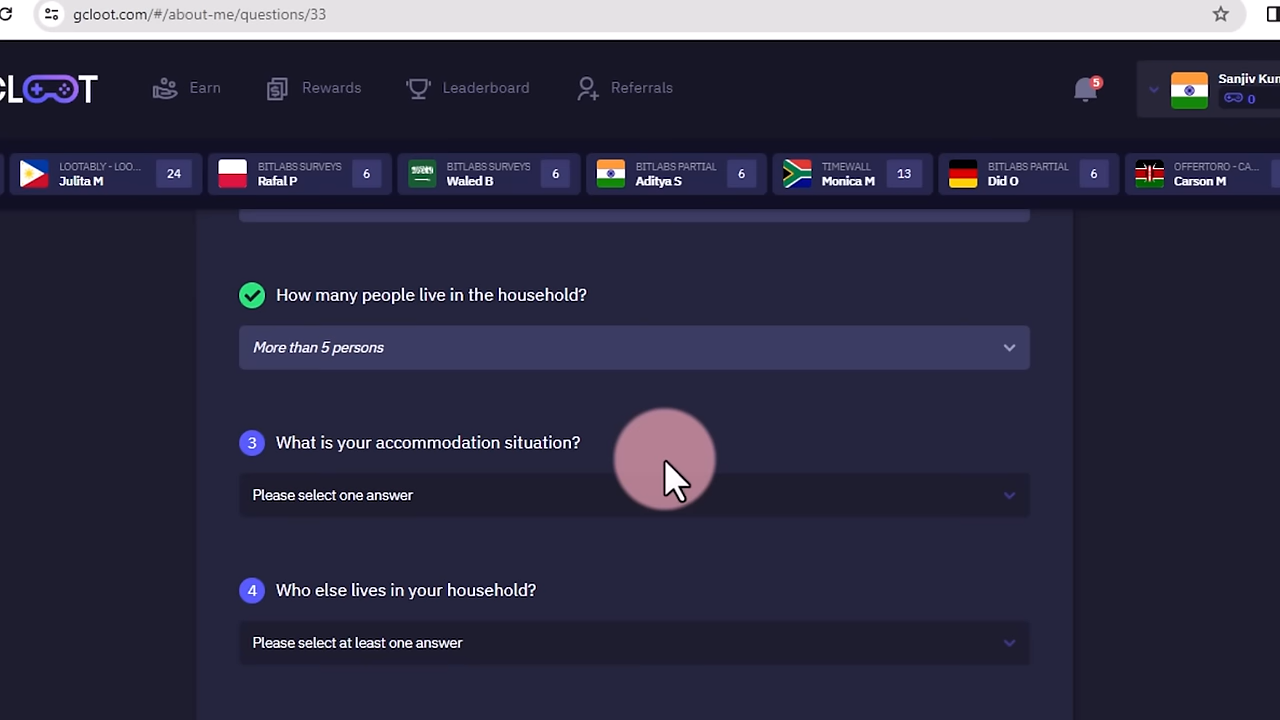 gcloot.com/#/about-me/questions/33
Earn
Rewards
Leaderboard
Referrals
5
Sanjiv
0
LOOTABLY - LOO...
Julita M
24
BITLABS SURVEYS
Rafal P
6
BITLABS SURVEYS
Waled B
6
BITLABS PARTIAL
Aditya S
6
TIMEWALL
Monica M
13
BITLABS PARTIAL
Did O
6
OFFERTORO - CA...
Carson M
How many people live in the household?
More than 5 persons
3 What is your accommodation situation?
Please select one answer
4 Who else lives in your household?
Please select at least one answer